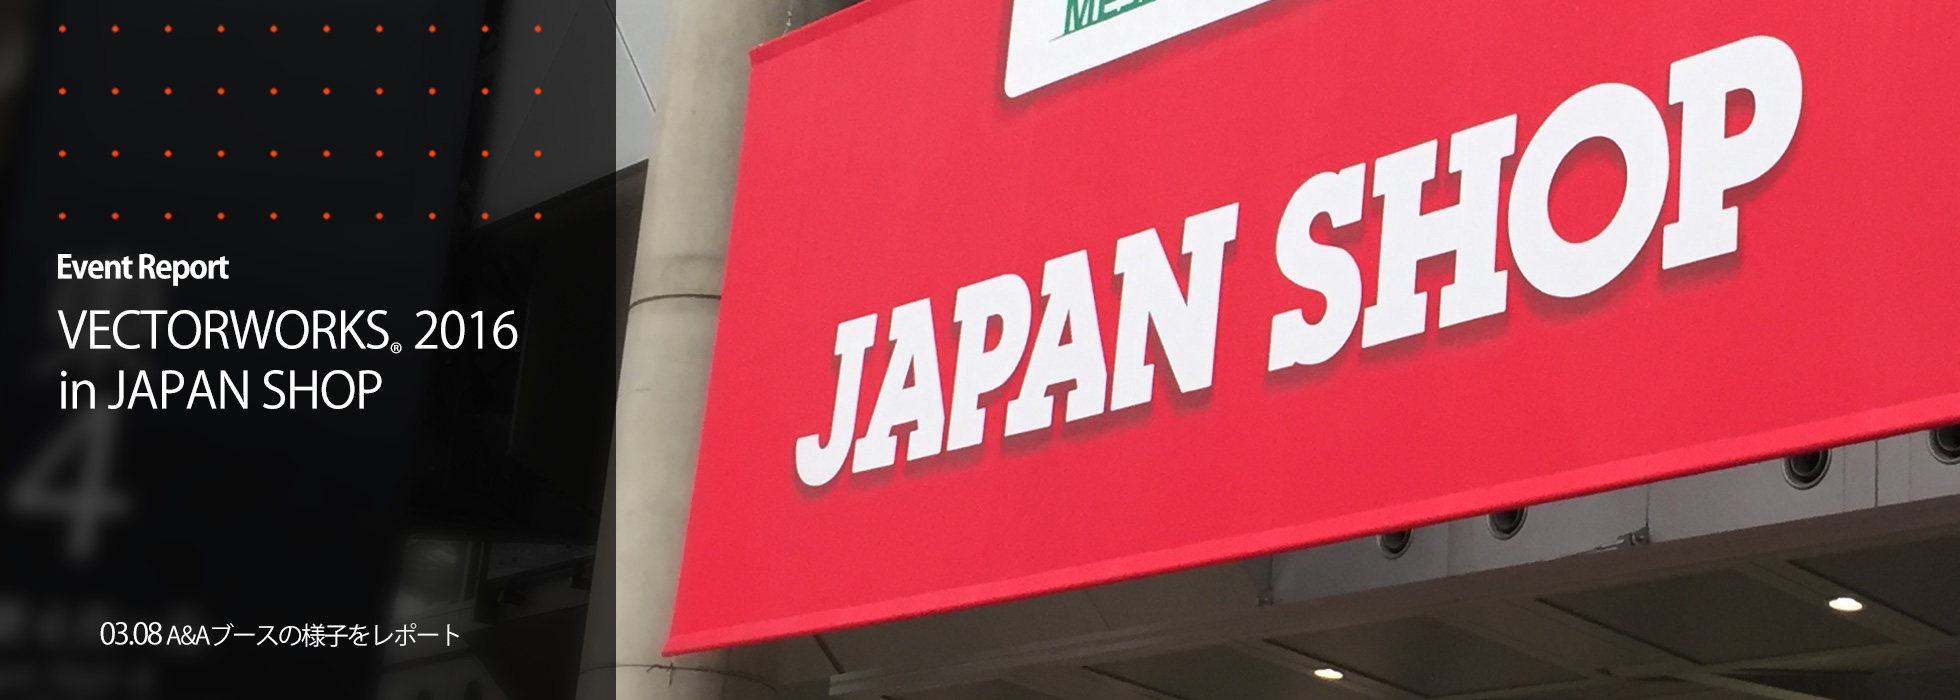 Event Report
VECTORWORKS® 2016
in JAPAN SHOP
03.08 A&Aブースの様子をレポート
JAPAN SHOP